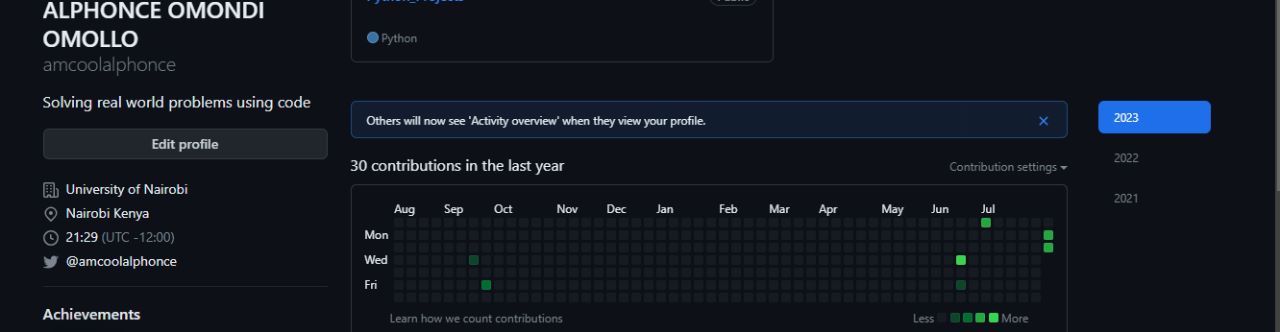 ALPHONCE OMONDI
OMOLLO
amcoolalphonce
Solving real world problems using code
Edit profile
University of Nairobi
Nairobi Kenya
21:29 (UTC -12:00)
@amcoolalphonce
Achievements
Python_Projects
Public
Python
Others will now see 'Activity overview' when they view your profile.
30 contributions in the last year
Contribution settings
Aug Sep Oct Nov Dec Jan Feb Mar Apr May Jun Jul
Mon
Wed
Fri
Learn how we count contributions
Less More
2023
2022
2021